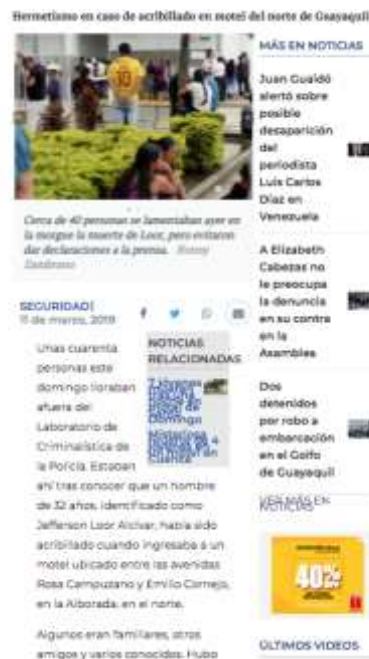 Hermetismo en caso de acribillado en motel del norte de Guayaquil
Cerca de 40 personas se lamentaban ayer en
la morgue la muerte de Loor, pero evitaron
dar declaraciones a la prensa.
SEGURIDAD|
11 de marzo, 2019
Unas cuarenta
personas este
domingo lloraban
afuera del
Laboratorio de
Criminalística de
la Policía. Estaban
ahí tras conocer que un hombre
de 32 años, identificado como
Jefferson Loor Alcívar, había sido
acribillado cuando ingresaba a un
motel ubicado entre las avenidas
Rosa Campuzano y Emilio Cornejo,
en la Alborada, en el norte.
Algunos eran familiares, otros
amigos y varios conocidos. Hubo
NOTICIAS
RELACIONADAS
MÁS EN NOTICIAS
Juan Guaidó
alertó sobre
posible
desaparición
del
periodista
Luis Carlos
Díaz en
Venezuela
A Elizabeth
Cabezas no
le preocupa
la denuncia
en su contra
en la
Asamblea
Dos
detenidos
por robo a
embarcación
en el Golfo
de Guayaquil
VER MÁS EN
NOTICIAS
40%
ÚLTIMOS VIDEOS